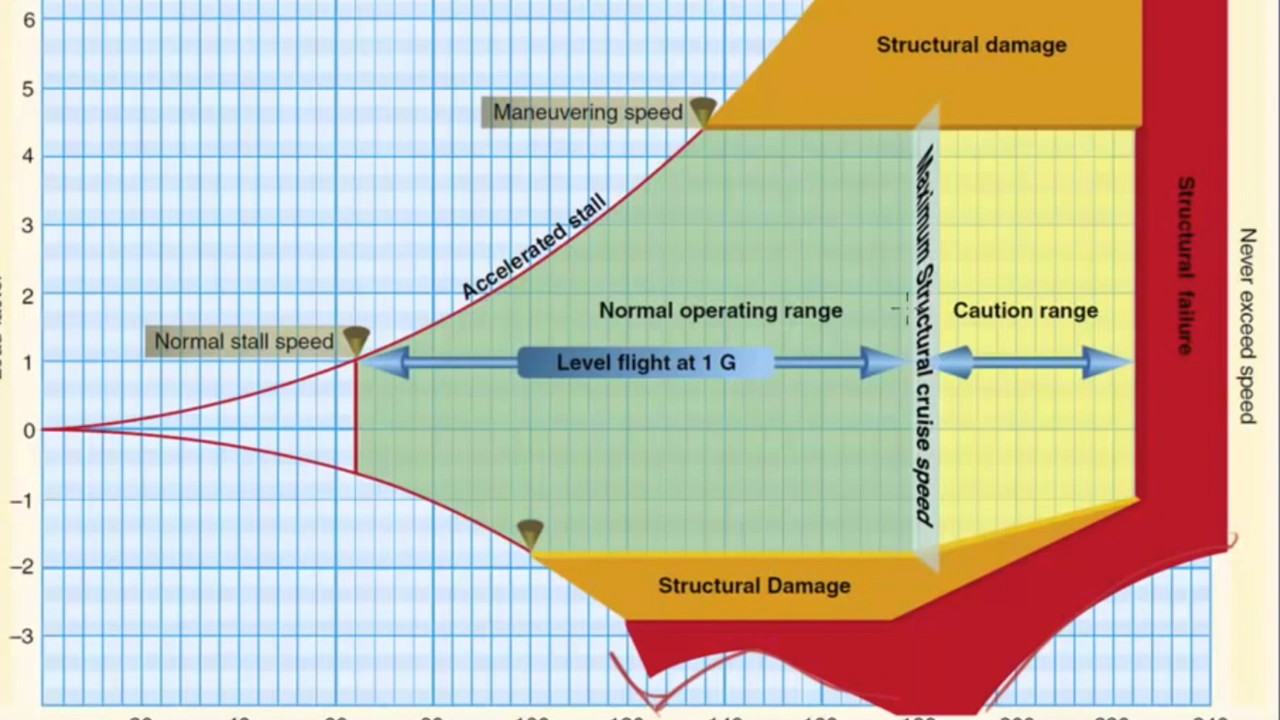 6
Structural damage
5
Maneuvering speed
4
Accelerated stall
3
Maximum Structural cruise speed
Structural failure
Never exceed speed
2
Normal operating range
Caution range
Normal stall speed
1
Level flight at 1 G
0
–1
–2
Structural Damage
–3